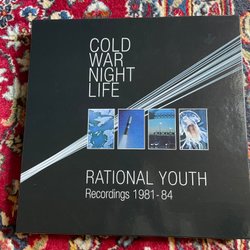 COLD
WAR
NIGHT
LIFE
RATIONAL YOUTH
Recordings 1981-84